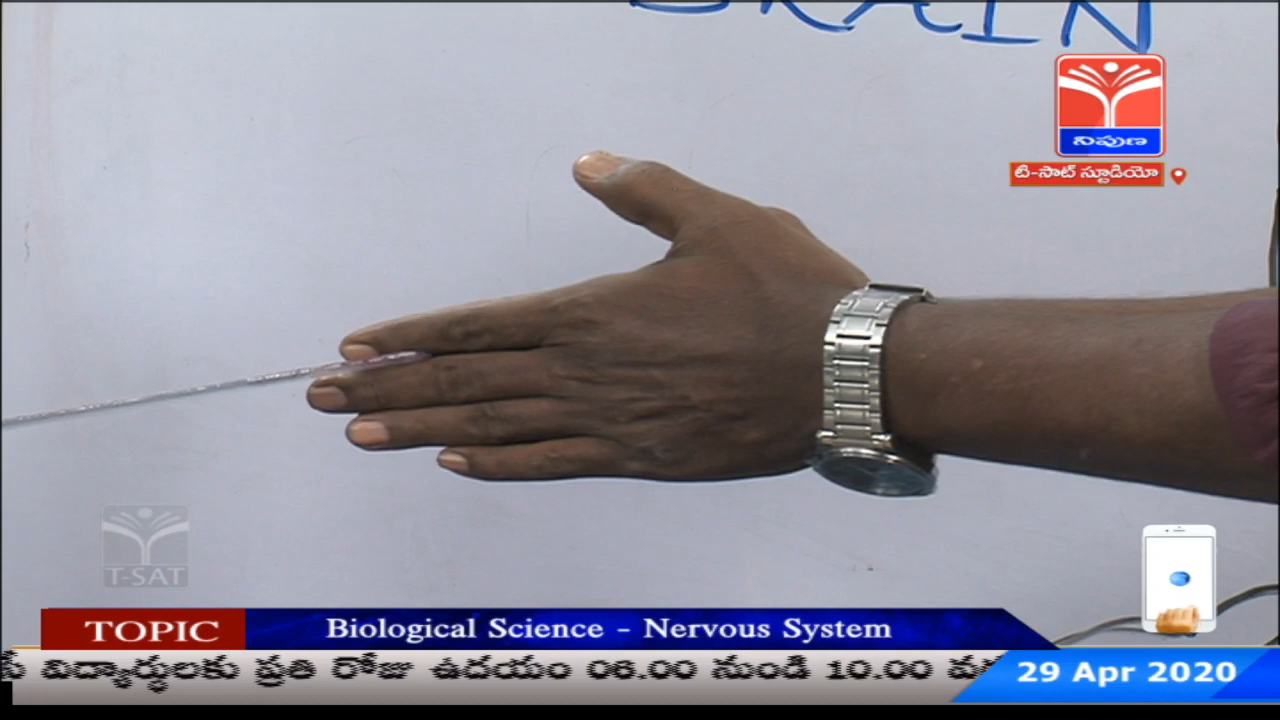 BRAIN
నిపుణ
టి-సాట్ స్టూడియో
T-SAT
TOPIC
Biological Science - Nervous System
విద్యార్థులకు ప్రతి రోజు ఉదయం 06.00 నుండి 10.00
29 Apr 2020